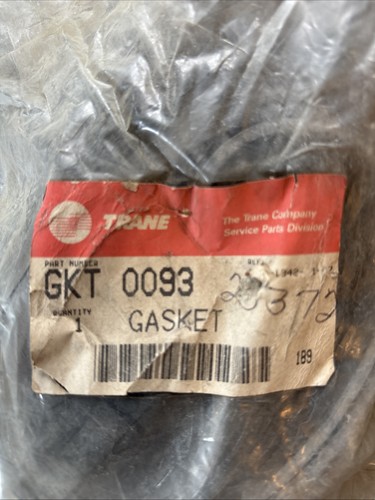 TRANE
The Trane Company
Service Parts Division
PART NUMBER
GKT 0093
QUANTITY
1 GASKET
189